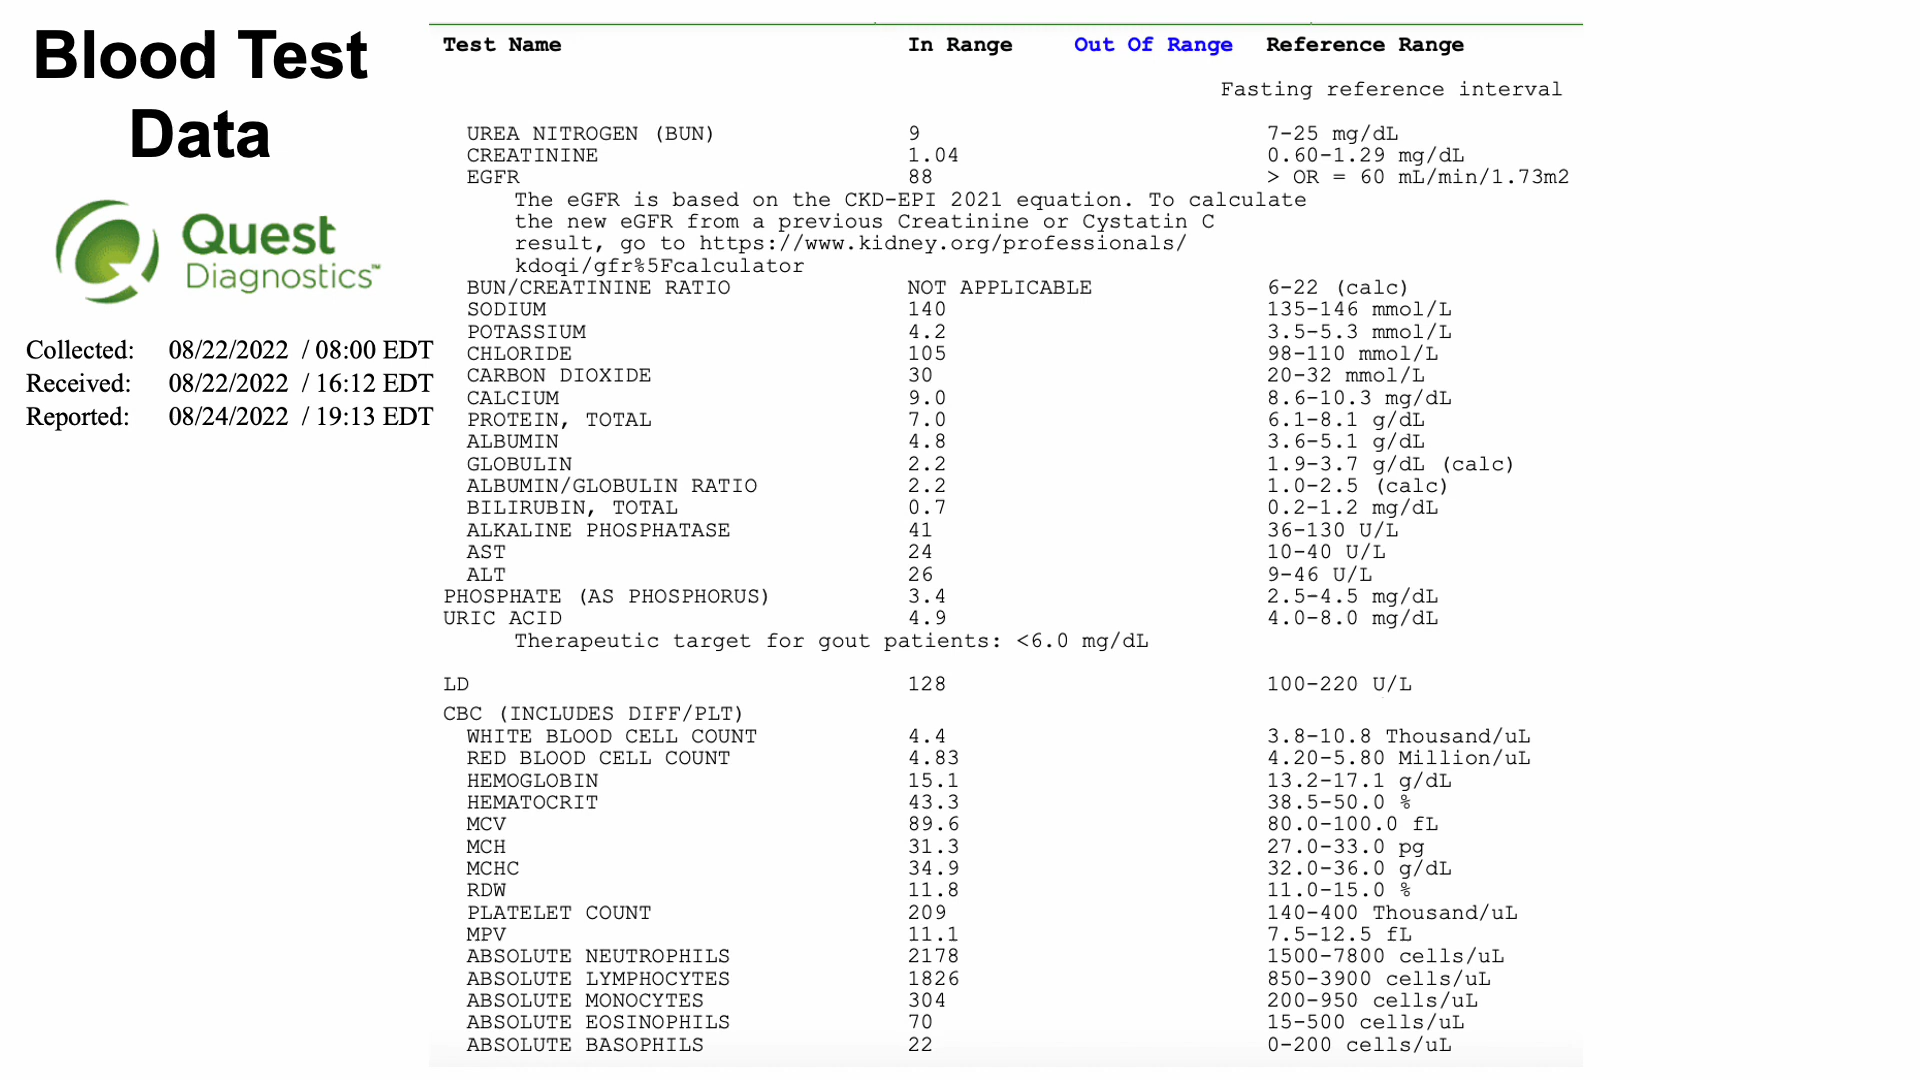 Blood Test
Data
Quest
Diagnostics™
Collected: 08/22/2022 / 08:00 EDT
Received: 08/22/2022 / 16:12 EDT
Reported: 08/24/2022 / 19:13 EDT
Test Name In Range Out Of Range Reference Range
Fasting reference interval
UREA NITROGEN (BUN) 9 7-25 mg/dL
CREATININE 1.04 0.60-1.29 mg/dL
EGFR 88 > OR = 60 mL/min/1.73m2
The eGFR is based on the CKD-EPI 2021 equation. To calculate
the new eGFR from a previous Creatinine or Cystatin C
result, go to https://www.kidney.org/professionals/
kdoqi/gfr%5Fcalculator
BUN/CREATININE RATIO NOT APPLICABLE 6-22 (calc)
SODIUM 140 135-146 mmol/L
POTASSIUM 4.2 3.5-5.3 mmol/L
CHLORIDE 105 98-110 mmol/L
CARBON DIOXIDE 30 20-32 mmol/L
CALCIUM 9.0 8.6-10.3 mg/dL
PROTEIN, TOTAL 7.0 6.1-8.1 g/dL
ALBUMIN 4.8 3.6-5.1 g/dL
GLOBULIN 2.2 1.9-3.7 g/dL (calc)
ALBUMIN/GLOBULIN RATIO 2.2 1.0-2.5 (calc)
BILIRUBIN, TOTAL 0.7 0.2-1.2 mg/dL
ALKALINE PHOSPHATASE 41 36-130 U/L
AST 24 10-40 U/L
ALT 26 9-46 U/L
PHOSPHATE (AS PHOSPHORUS) 3.4 2.5-4.5 mg/dL
URIC ACID 4.9 4.0-8.0 mg/dL
Therapeutic target for gout patients: <6.0 mg/dL
LD 128 100-220 U/L
CBC (INCLUDES DIFF/PLT)
WHITE BLOOD CELL COUNT 4.4 3.8-10.8 Thousand/uL
RED BLOOD CELL COUNT 4.83 4.20-5.80 Million/uL
HEMOGLOBIN 15.1 13.2-17.1 g/dL
HEMATOCRIT 43.3 38.5-50.0 %
MCV 89.6 80.0-100.0 fL
MCH 31.3 27.0-33.0 pg
MCHC 34.9 32.0-36.0 g/dL
RDW 11.8 11.0-15.0 %
PLATELET COUNT 209 140-400 Thousand/uL
MPV 11.1 7.5-12.5 fL
ABSOLUTE NEUTROPHILS 2178 1500-7800 cells/uL
ABSOLUTE LYMPHOCYTES 1826 850-3900 cells/uL
ABSOLUTE MONOCYTES 304 200-950 cells/uL
ABSOLUTE EOSINOPHILS 70 15-500 cells/uL
ABSOLUTE BASOPHILS 22 0-200 cells/uL